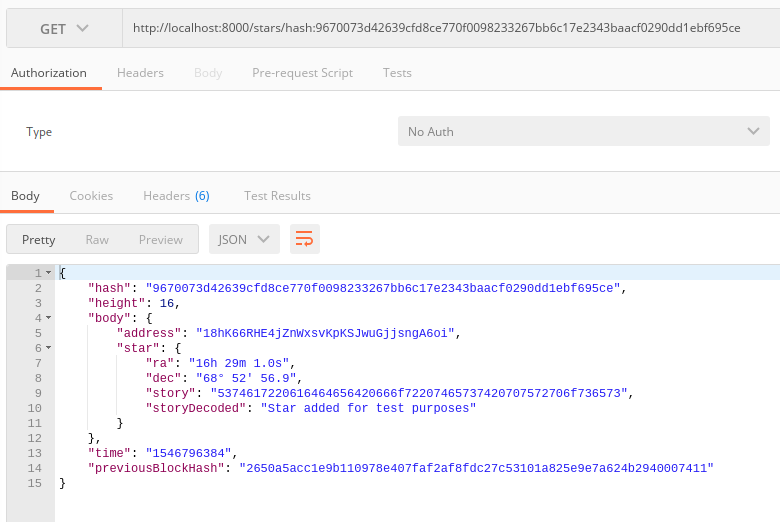 GET http://localhost:8000/stars/hash:9670073d42639cfd8ce770f0098233267bb6c17e2343baacf0290dd1ebf695ce
Authorization Headers Body Pre-request Script Tests
Type No Auth
Body Cookies Headers (6) Test Results
Pretty Raw Preview JSON
1 {
2 "hash": "9670073d42639cfd8ce770f0098233267bb6c17e2343baacf0290dd1ebf695ce",
3 "height": 16,
4 "body": {
5 "address": "18hK66RHE4jZnWxsvKpKSJwuGjjsngA6oi",
6 "star": {
7 "ra": "16h 29m 1.0s",
8 "dec": "68° 52' 56.9",
9 "story": "5374617220616464656420666f72207465737420707572706f736573",
10 "storyDecoded": "Star added for test purposes"
11 }
12 },
13 "time": "1546796384",
14 "previousBlockHash": "2650a5acc1e9b110978e407faf2af8fdc27c53101a825e9e7a624b2940007411"
15 }